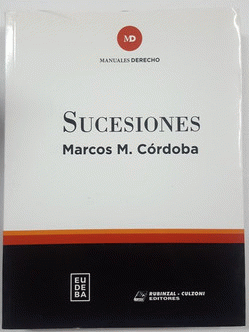 MD
MANUALES DERECHO
SUCESIONES
Marcos M. Córdoba
EU
DE
BA
RUBINZAL - CULZONI
EDITORES